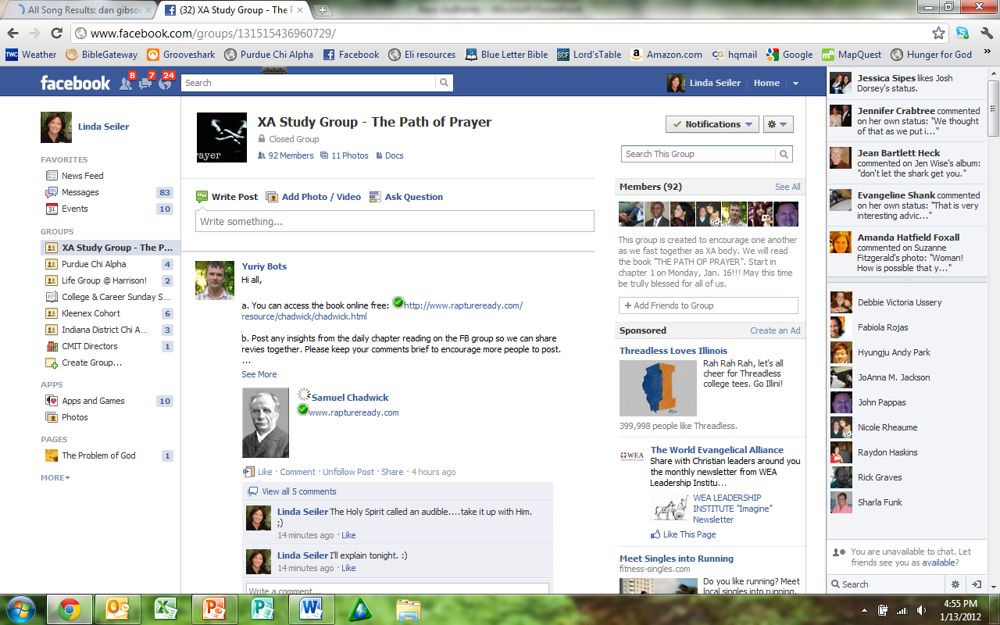 All Song Results: dan gibson
(32) XA Study Group - The P
Bible Authority - Microsoft PowerPoint
www.facebook.com/groups/131515436960729/
TWC Weather
BibleGateway
Grooveshark
Purdue Chi Alpha
Facebook
Eli resources
Blue Letter Bible
SCF Lord'sTable
Amazon.com
CG hqmail
Google
MapQuest
Hunger for God
facebook
8
7
24
Search
Linda Seiler
Home
Linda Seiler
FAVORITES
News Feed
Messages 83
31 Events 10
GROUPS
XA Study Group - The P...
Purdue Chi Alpha 4
Life Group @ Harrison! 2
College & Career Sunday S...
Kleenex Cohort 6
Indiana District Chi A... 3
CMIT Directors 1
Create Group...
APPS
Apps and Games 10
Photos
PAGES
The Problem of God 1
MORE
rayer
XA Study Group - The Path of Prayer
Closed Group
92 Members 11 Photos Docs
Notifications
Write Post Add Photo / Video Ask Question
Write something...
Yuriy Bots
Hi all,
a. You can access the book online free: http://www.raptureready.com/
resource/chadwick/chadwick.html
b. Post any insights from the daily chapter reading on the FB group so we can share
revies together. Please keep your comments brief to encourage more people to post.
...
See More
Samuel Chadwick
www.raptureready.com
Like · Comment · Unfollow Post · Share · 4 hours ago
View all 5 comments
Linda Seiler The Holy Spirit called an audible....take it up with Him.
;)
14 minutes ago · Like
Linda Seiler I'll explain tonight. :)
14 minutes ago · Like
Write a comment...
Search This Group
Members (92) See All
This group is created to encourage one another
as we fast together as XA body. We will read
the book "THE PATH OF PRAYER". Start in
chapter 1 on Monday, Jan. 16!!! May this time
be trully blessed for all of us.
+ Add Friends to Group
Sponsored Create an Ad
Threadless Loves Illinois
Rah Rah Rah, let's all
cheer for Threadless
college tees. Go Illini!
399,998 people like Threadless.
WEA
The World Evangelical Alliance
Share with Christian leaders around you
the monthly newsletter from WEA
Leadership Institu...
WEA LEADERSHIP
INSTITUTE "Imagine"
Newsletter
Like This Page
Meet Singles into Running
fitness-singles.com
Do you like running? Meet
local singles into running,
Jessica Sipes likes Josh
Dorsey's status.
Jennifer Crabtree commented
on her own status: "We thought
of that as we put i..."
Jean Bartlett Heck
commented on Jen Wise's album:
"don't let the shark get you."
Evangeline Shank commented
on her own status: "That is very
interesting advic..."
Amanda Hatfield Foxall
commented on Suzanne
Fitzgerald's photo: "Woman!
How is that possible y..."
Debbie Victoria Ussery
Fabiola Rojas
Hyungju Andy Park
JoAnna M. Jackson
John Pappas
Nicole Rheaume
Raydon Haskins
Rick Graves
Sharla Funk
You are unavailable to chat. Let
friends see you as available?
Search
4:55 PM
1/13/2012